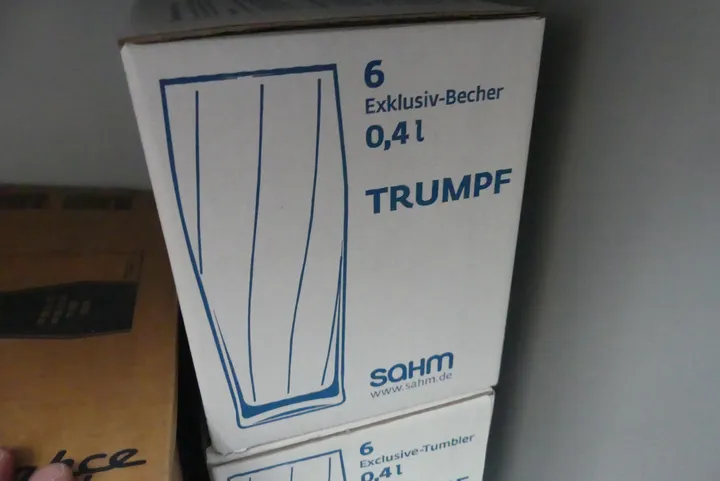 6
Exklusiv-Becher
0,4 l
TRUMPF
sahm
www.sahm.de
6
Exclusive-Tumbler
0,4 l